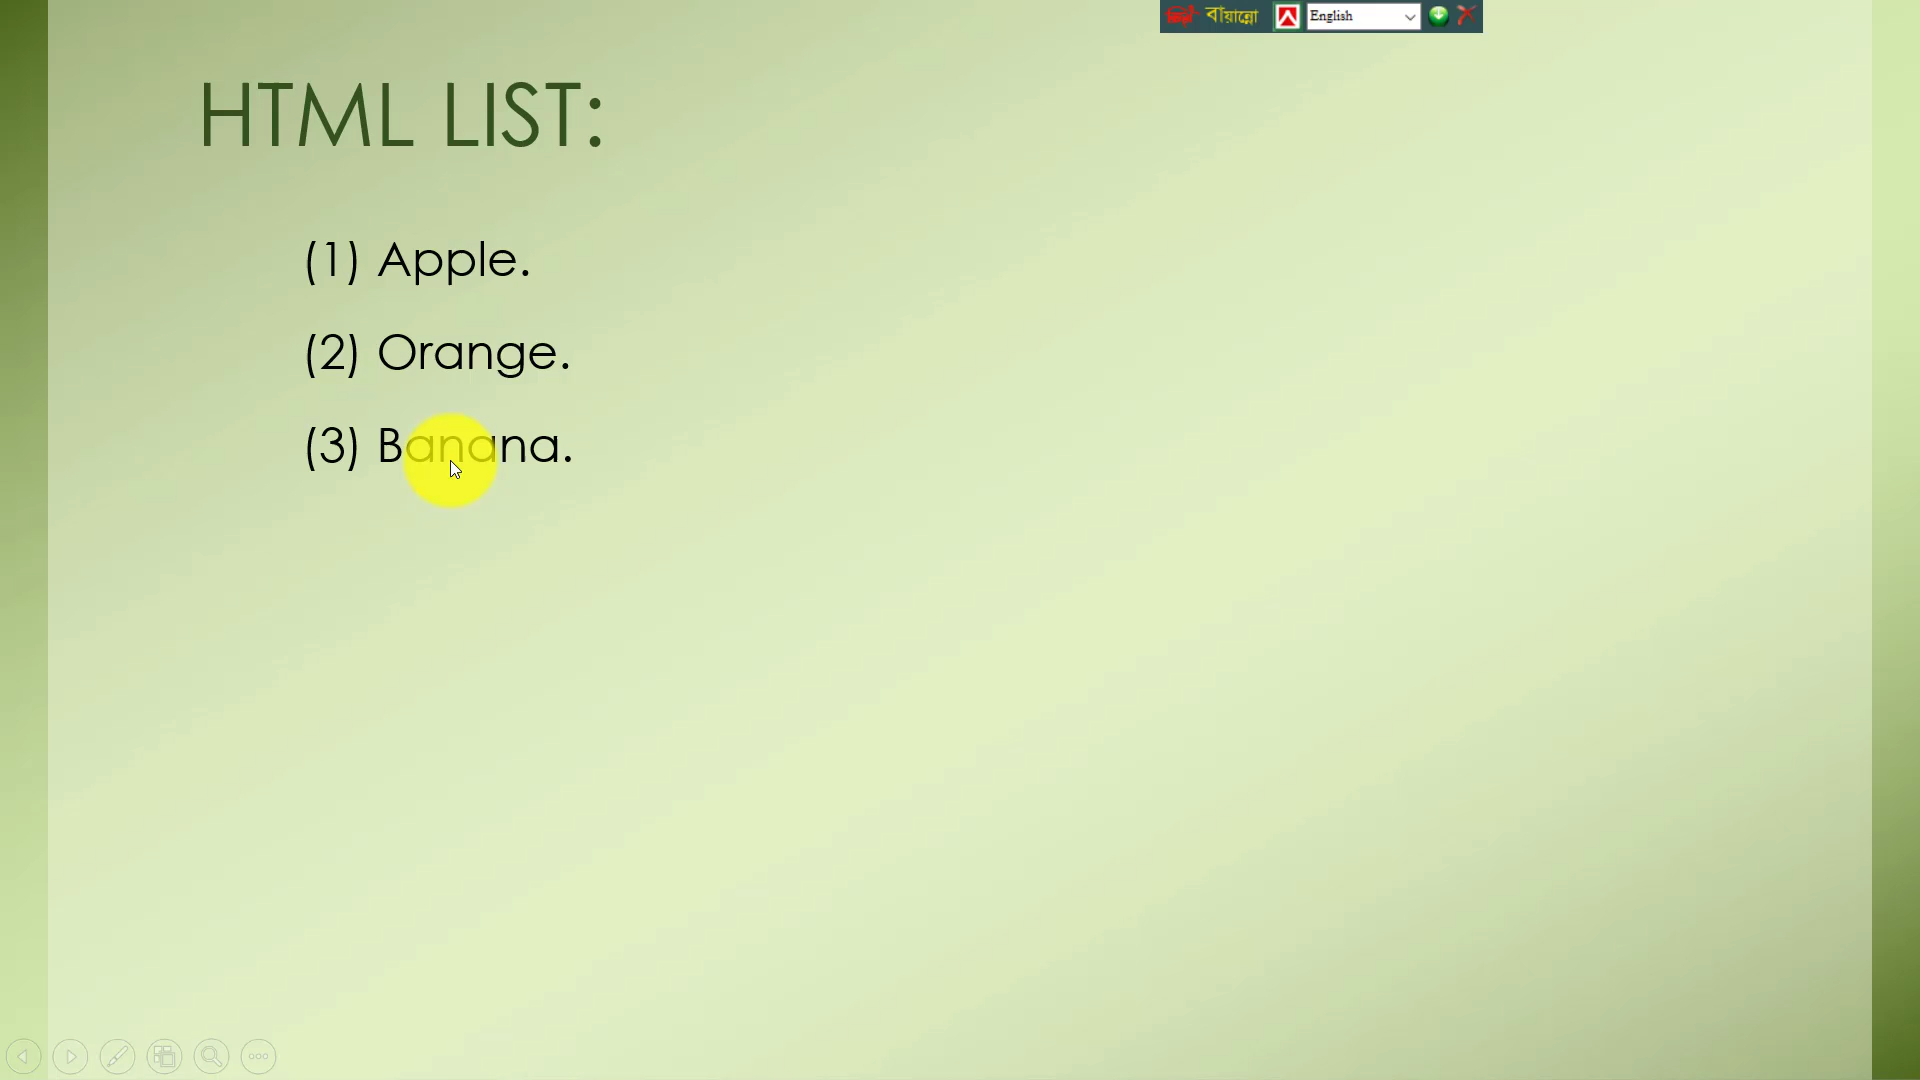 বায়ান্নো English
HTML LIST:
(1) Apple.
(2) Orange.
(3) Banana.